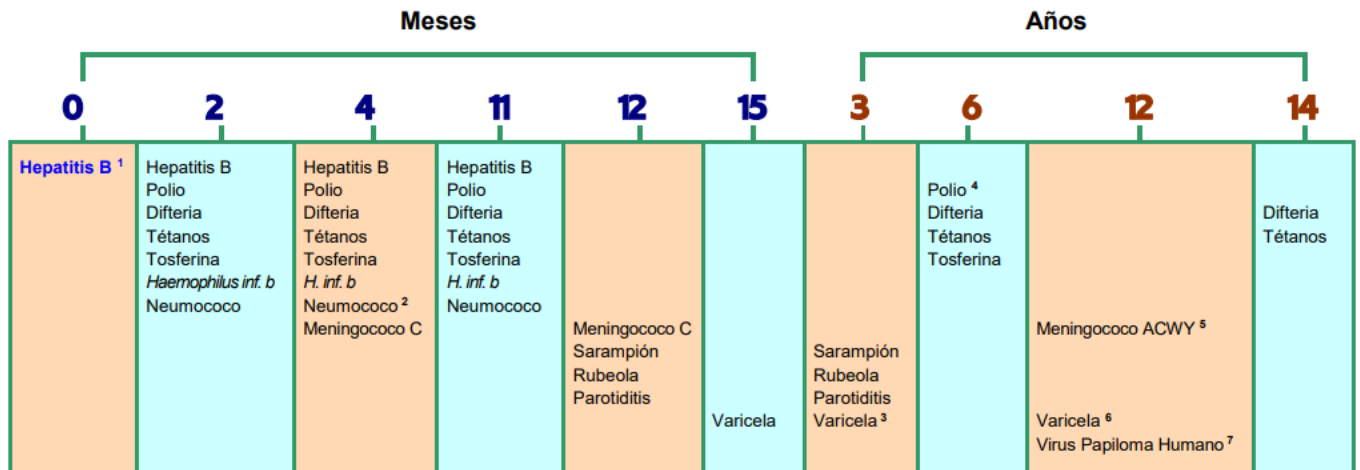 Meses
Años
0
2
4
11
12
15
3
6
12
14
Hepatitis B ¹
Hepatitis B
Polio
Difteria
Tétanos
Tosferina
Haemophilus inf. b
Neumococo
Hepatitis B
Polio
Difteria
Tétanos
Tosferina
H. inf. b
Neumococo ²
Meningococo C
Hepatitis B
Polio
Difteria
Tétanos
Tosferina
H. inf. b
Neumococo
Meningococo C
Sarampión
Rubeola
Parotiditis
Varicela
Sarampión
Rubeola
Parotiditis
Varicela ³
Polio ⁴
Difteria
Tétanos
Tosferina
Meningococo ACWY ⁵
Varicela ⁶
Virus Papiloma Humano ⁷
Difteria
Tétanos